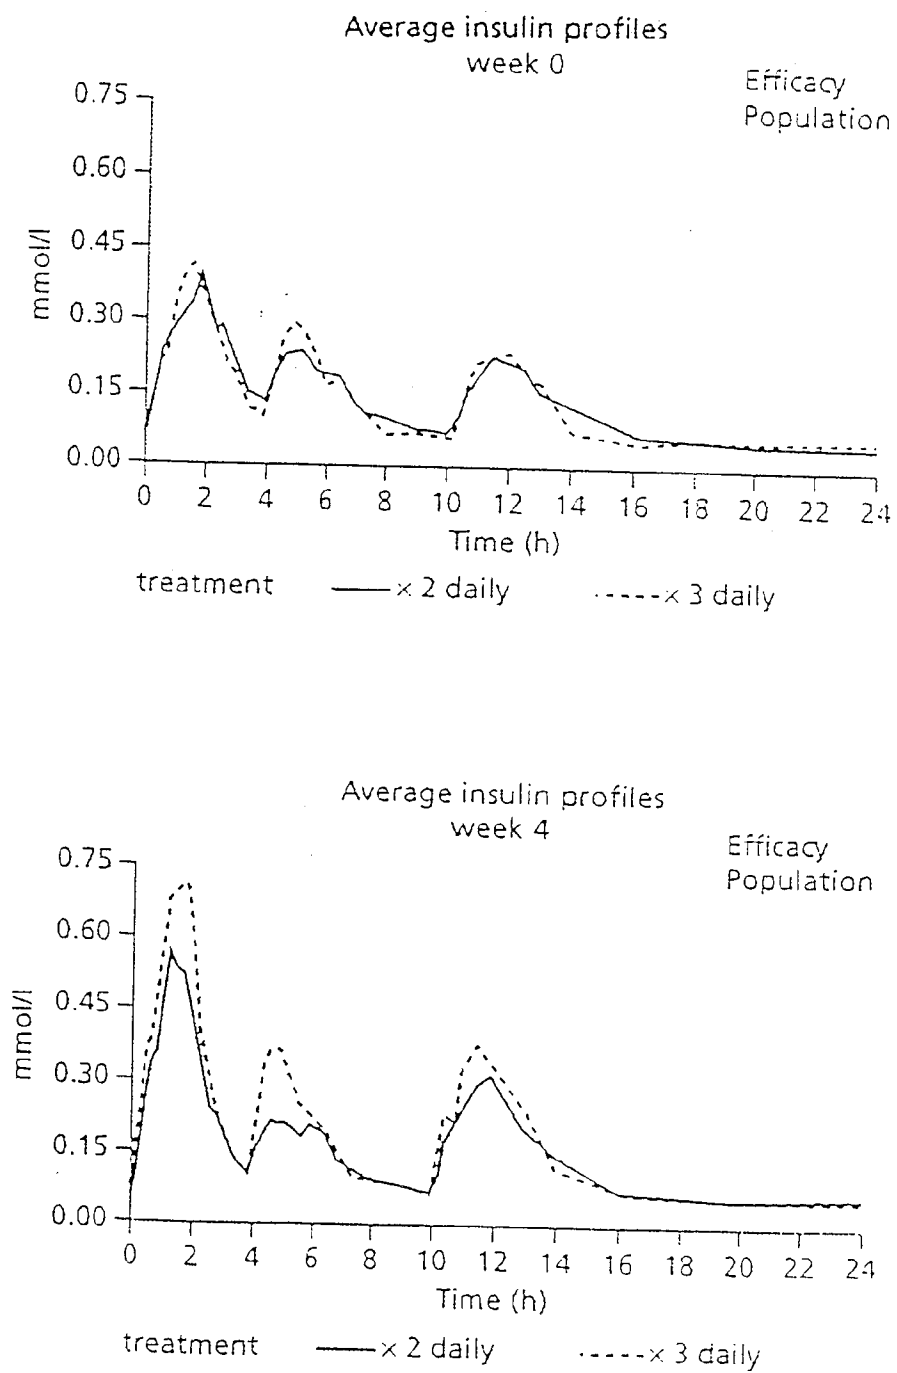 Average insulin profiles
week 0
Efficacy
Population
0.75
0.60
0.45
0.30
0.15
0.00
mmol/l
0 2 4 6 8 10 12 14 16 18 20 22 24
Time (h)
treatment × 2 daily × 3 daily
Average insulin profiles
week 4
Efficacy
Population
0.75
0.60
0.45
0.30
0.15
0.00
mmol/l
0 2 4 6 8 10 12 14 16 18 20 22 24
Time (h)
treatment × 2 daily × 3 daily